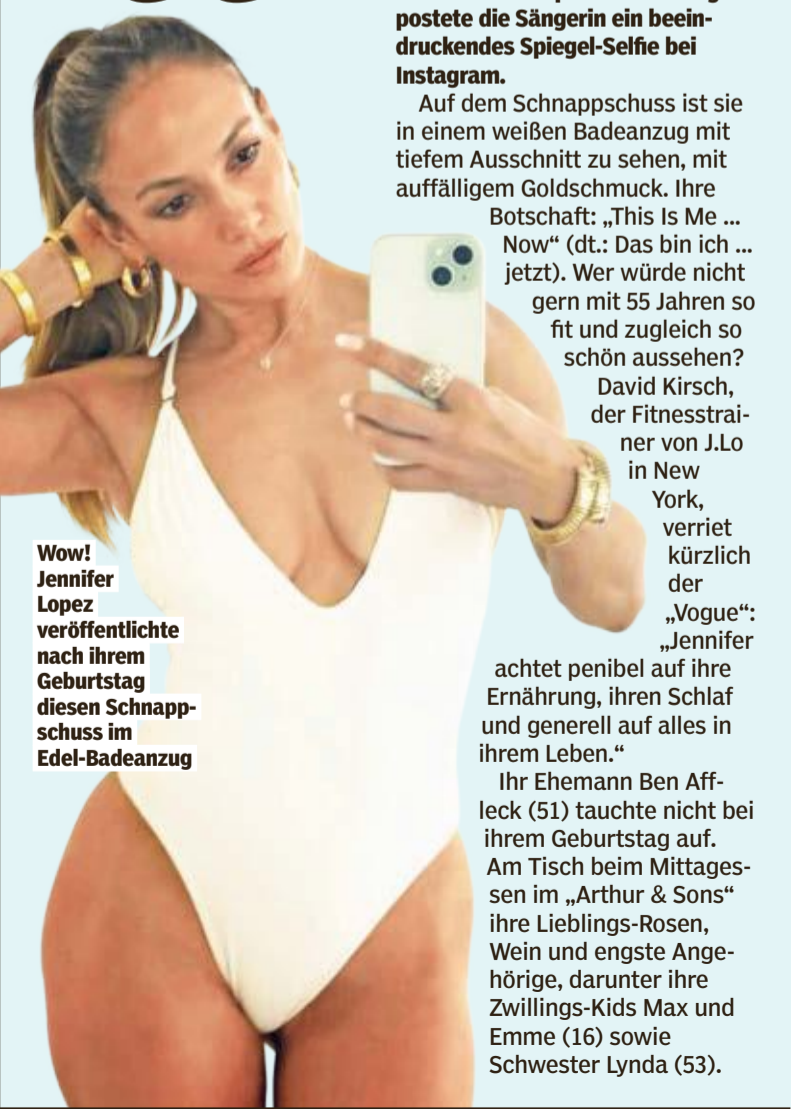 postete die Sängerin ein beein-
druckendes Spiegel-Selfie bei
Instagram.
Auf dem Schnappschuss ist sie
in einem weißen Badeanzug mit
tiefem Ausschnitt zu sehen, mit
auffälligem Goldschmuck. Ihre
Botschaft: „This Is Me ...
Now“ (dt.: Das bin ich ...
jetzt). Wer würde nicht
gern mit 55 Jahren so
fit und zugleich so
schön aussehen?
David Kirsch,
der Fitnesstrai-
ner von J.Lo
in New
York,
verriet
kürzlich
der
„Vogue“:
„Jennifer
achtet penibel auf ihre
Ernährung, ihren Schlaf
und generell auf alles in
ihrem Leben.“
Ihr Ehemann Ben Aff-
leck (51) tauchte nicht bei
ihrem Geburtstag auf.
Am Tisch beim Mittages-
sen im „Arthur & Sons“
ihre Lieblings-Rosen,
Wein und engste Ange-
hörige, darunter ihre
Zwillings-Kids Max und
Emme (16) sowie
Schwester Lynda (53).
Wow!
Jennifer
Lopez
veröffentlichte
nach ihrem
Geburtstag
diesen Schnapp-
schuss im
Edel-Badeanzug